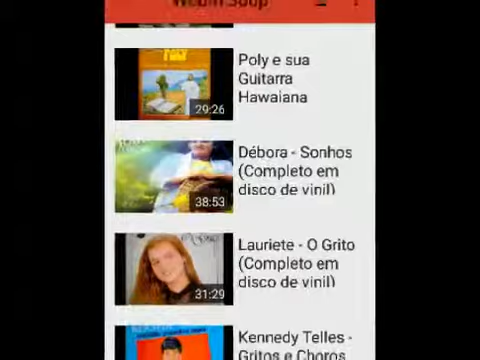 Poly e sua
Guitarra
Hawaiana
POLY
29:26
Débora - Sonhos
(Completo em
disco de vinil)
38:53
Lauriete - O Grito
(Completo em
disco de vinil)
31:29
Kennedy Telles -
Gritos e Choros